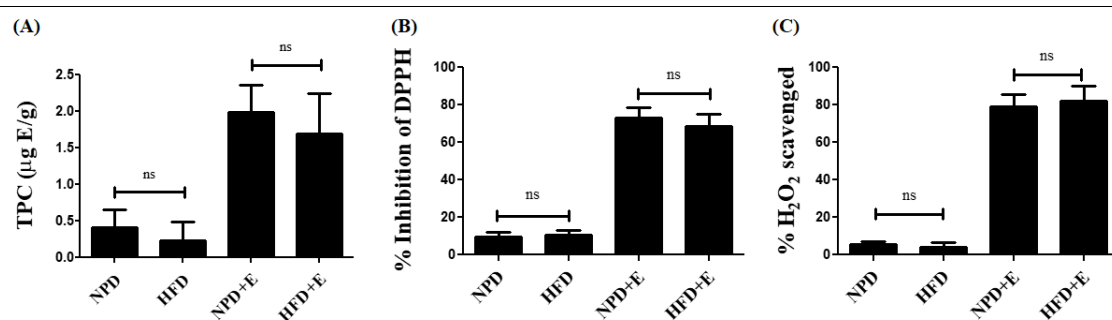 (A)
TPC (µg E/g)
2.5
2.0
1.5
1.0
0.5
0.0
ns
ns
NPD
HFD
NPD+E
HFD+E
(B)
% Inhibition of DPPH
100
80
60
40
20
0
ns
ns
NPD
HFD
NPD+E
HFD+E
(C)
% H₂O₂ scavenged
100
80
60
40
20
0
ns
ns
NPD
HFD
NPD+E
HFD+E